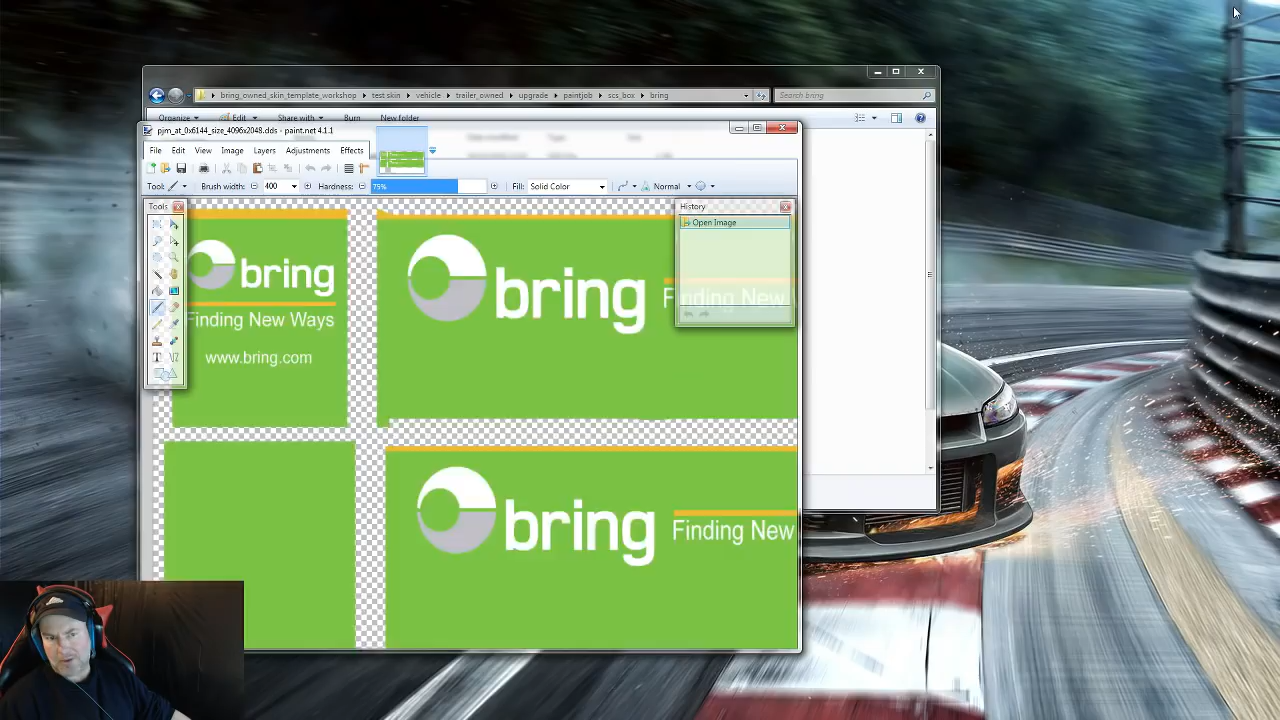 bring_owned_skin_template_workshop test skin vehicle trailer_owned upgrade paintjob scs_box bring Search bring
Organize Edit Share with Burn New folder
pjm_at_0x6144_size_4096x2048.dds - paint.net 4.1.1
File Edit View Image Layers Adjustments Effects
Tool: Brush width: 400 Hardness: 75% Fill: Solid Color Normal
Tools
History
Open Image
bring
Finding New Ways
www.bring.com
bring
Finding New
bring
Finding New